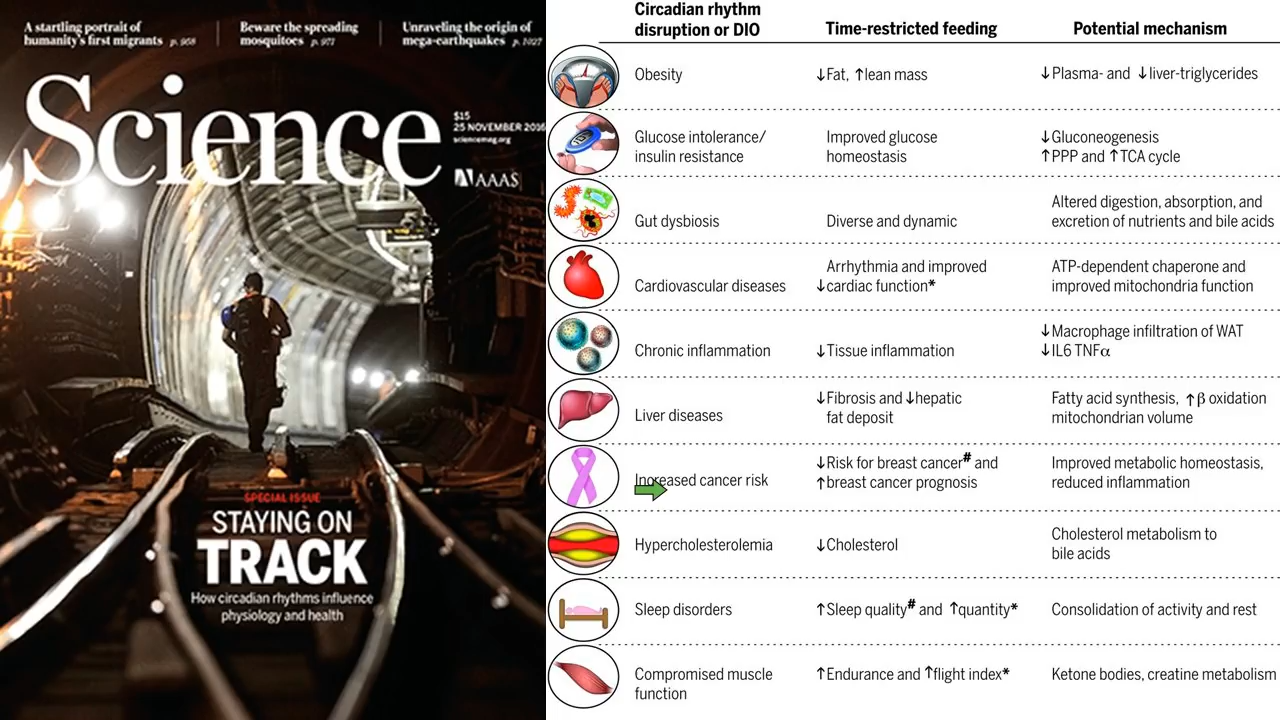 A startling portrait of
humanity's first migrants p. 958
Beware the spreading
mosquitoes p. 971
Unraveling the origin of
mega-earthquakes p. 1027
Science
$15
25 NOVEMBER 2016
sciencemag.org
AAAS
SPECIAL ISSUE
STAYING ON
TRACK
How circadian rhythms influence
physiology and health
Circadian rhythm
disruption or DIO
Time-restricted feeding
Potential mechanism
Obesity
↓Fat, ↑lean mass
↓Plasma- and ↓liver-triglycerides
Glucose intolerance/
insulin resistance
Improved glucose
homeostasis
↓Gluconeogenesis
↑PPP and ↑TCA cycle
Gut dysbiosis
Diverse and dynamic
Altered digestion, absorption, and
excretion of nutrients and bile acids
Cardiovascular diseases
Arrhythmia and improved
↓cardiac function*
ATP-dependent chaperone and
improved mitochondria function
Chronic inflammation
↓Tissue inflammation
↓Macrophage infiltration of WAT
↓IL6 TNFα
Liver diseases
↓Fibrosis and ↓hepatic
fat deposit
Fatty acid synthesis, ↑β oxidation
mitochondrian volume
Increased cancer risk
↓Risk for breast cancer# and
↑breast cancer prognosis
Improved metabolic homeostasis,
reduced inflammation
Hypercholesterolemia
↓Cholesterol
Cholesterol metabolism to
bile acids
Sleep disorders
↑Sleep quality# and ↑quantity*
Consolidation of activity and rest
Compromised muscle
function
↑Endurance and ↑flight index*
Ketone bodies, creatine metabolism